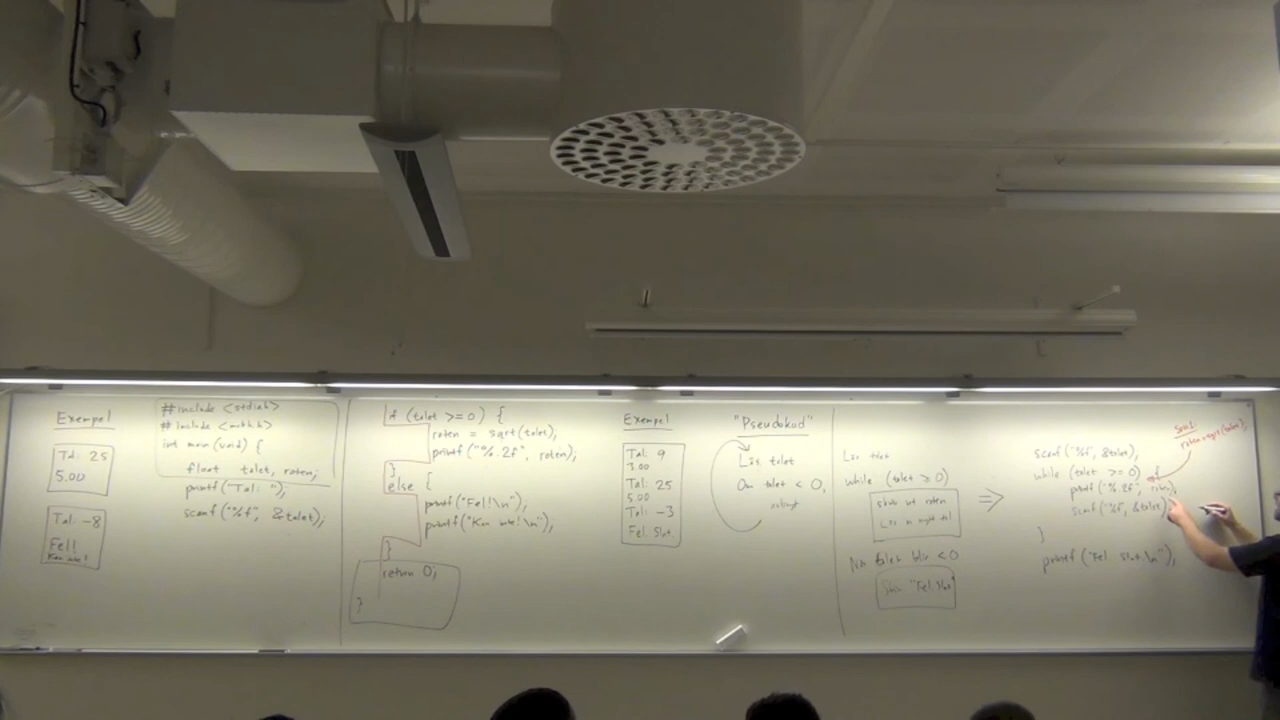 Exempel
Tal: 25
5.00
Tal: -8
Fel!
Kan inte!
#include <stdio.h>
#include <math.h>
int main(void) {
float talet, roten;
printf("Tal: ");
scanf("%f", &talet);
if (talet >= 0) {
roten = sqrt(talet);
printf("%.2f", roten);
}
else {
printf("Fel!\n");
printf("Kan inte!\n");
}
return 0;
}
Exempel
Tal: 9
3.00
Tal: 25
5.00
Tal: -3
Fel. Slut.
"Pseudokod"
Läs talet
Om talet < 0,
Läs talet
while (talet ≥ 0)
skriv ut roten
Läs in nytt tal
När talet blir < 0
Skriv "Fel. Slut"
⇒
scanf("%f", &talet);
while (talet >= 0) {
printf("%.2f", roten);
scanf("%f", &talet);
}
printf("Fel. Slut.\n");
roten = sqrt(talet);